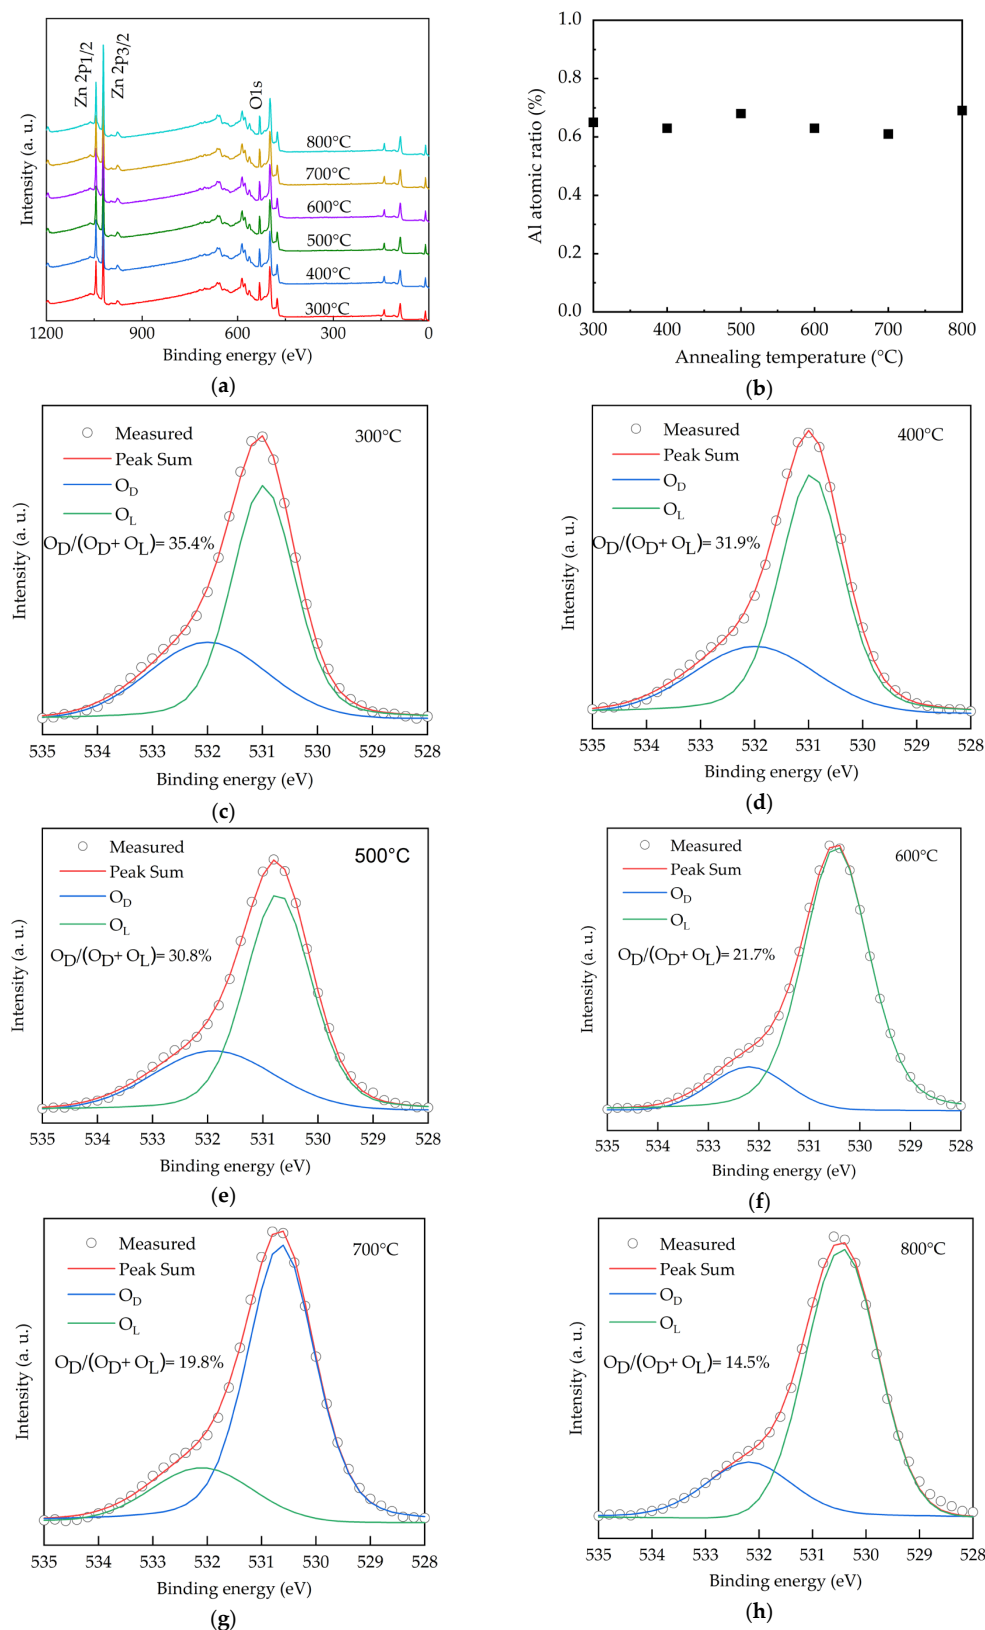 Zn 2p1/2
Zn 2p3/2
O1s
800°C
700°C
600°C
500°C
400°C
300°C
Intensity (a. u.)
1200 900 600 300 0
Binding energy (eV)
(a)
Al atomic ratio (%)
1.0
0.8
0.6
0.4
0.2
0.0
300 400 500 600 700 800
Annealing temperature (°C)
(b)
Measured
Peak Sum
OD
OL
300°C
OD/(OD+ OL)= 35.4%
Intensity (a. u.)
535 534 533 532 531 530 529 528
Binding energy (eV)
(c)
Measured
Peak Sum
OD
OL
400°C
OD/(OD+ OL)= 31.9%
Intensity (a. u.)
535 534 533 532 531 530 529 528
Binding energy (eV)
(d)
Measured
Peak Sum
OD
OL
500°C
OD/(OD+ OL)= 30.8%
Intensity (a. u.)
535 534 533 532 531 530 529 528
Binding energy (eV)
(e)
Measured
Peak Sum
OD
OL
600°C
OD/(OD+ OL)= 21.7%
Intensity (a. u.)
535 534 533 532 531 530 529 528
Binding energy (eV)
(f)
Measured
Peak Sum
OD
OL
700°C
OD/(OD+ OL)= 19.8%
Intensity (a. u.)
535 534 533 532 531 530 529 528
Binding energy (eV)
(g)
Measured
Peak Sum
OD
OL
800°C
OD/(OD+ OL)= 14.5%
Intensity (a. u.)
535 534 533 532 531 530 529 528
Binding energy (eV)
(h)